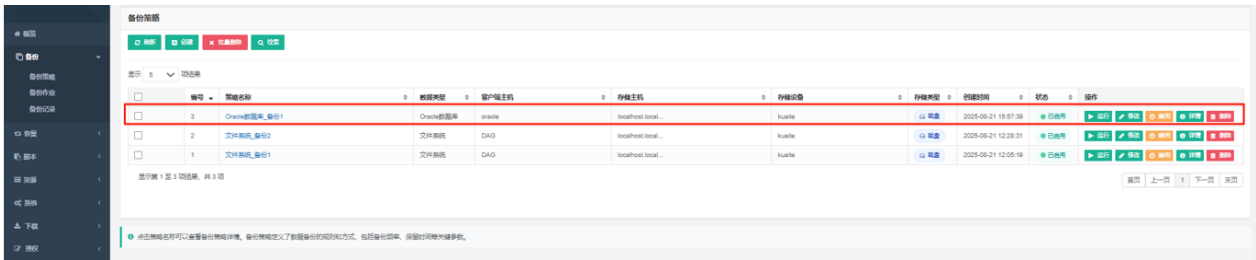 备份策略
概览
备份
备份策略
备份作业
备份记录
恢复
副本
资源
系统
下载
授权
刷新 创建 批量删除 检索
显示 5 项结果
编号 策略名称 数据类型 客户端主机 存储主机 存储设备 存储类型 创建时间 状态 操作
3 Oracle数据库_备份1 Oracle数据库 oracle localhost.local... kuaite 磁盘 2025-08-21 15:57:39 已启用 运行 修改 禁用 详情 删除
2 文件系统_备份2 文件系统 DAG localhost.local... kuaite 磁盘 2025-08-21 12:28:31 已启用 运行 修改 禁用 详情 删除
1 文件系统_备份1 文件系统 DAG localhost.local... kuaite 磁盘 2025-08-21 12:05:19 已启用 运行 修改 禁用 详情 删除
显示第 1 至 3 项结果，共 3 项
首页 上一页 1 下一页 末页
点击策略名称可以查看备份策略详情。备份策略定义了数据备份的规则和方式，包括备份频率、保留时间等关键参数。